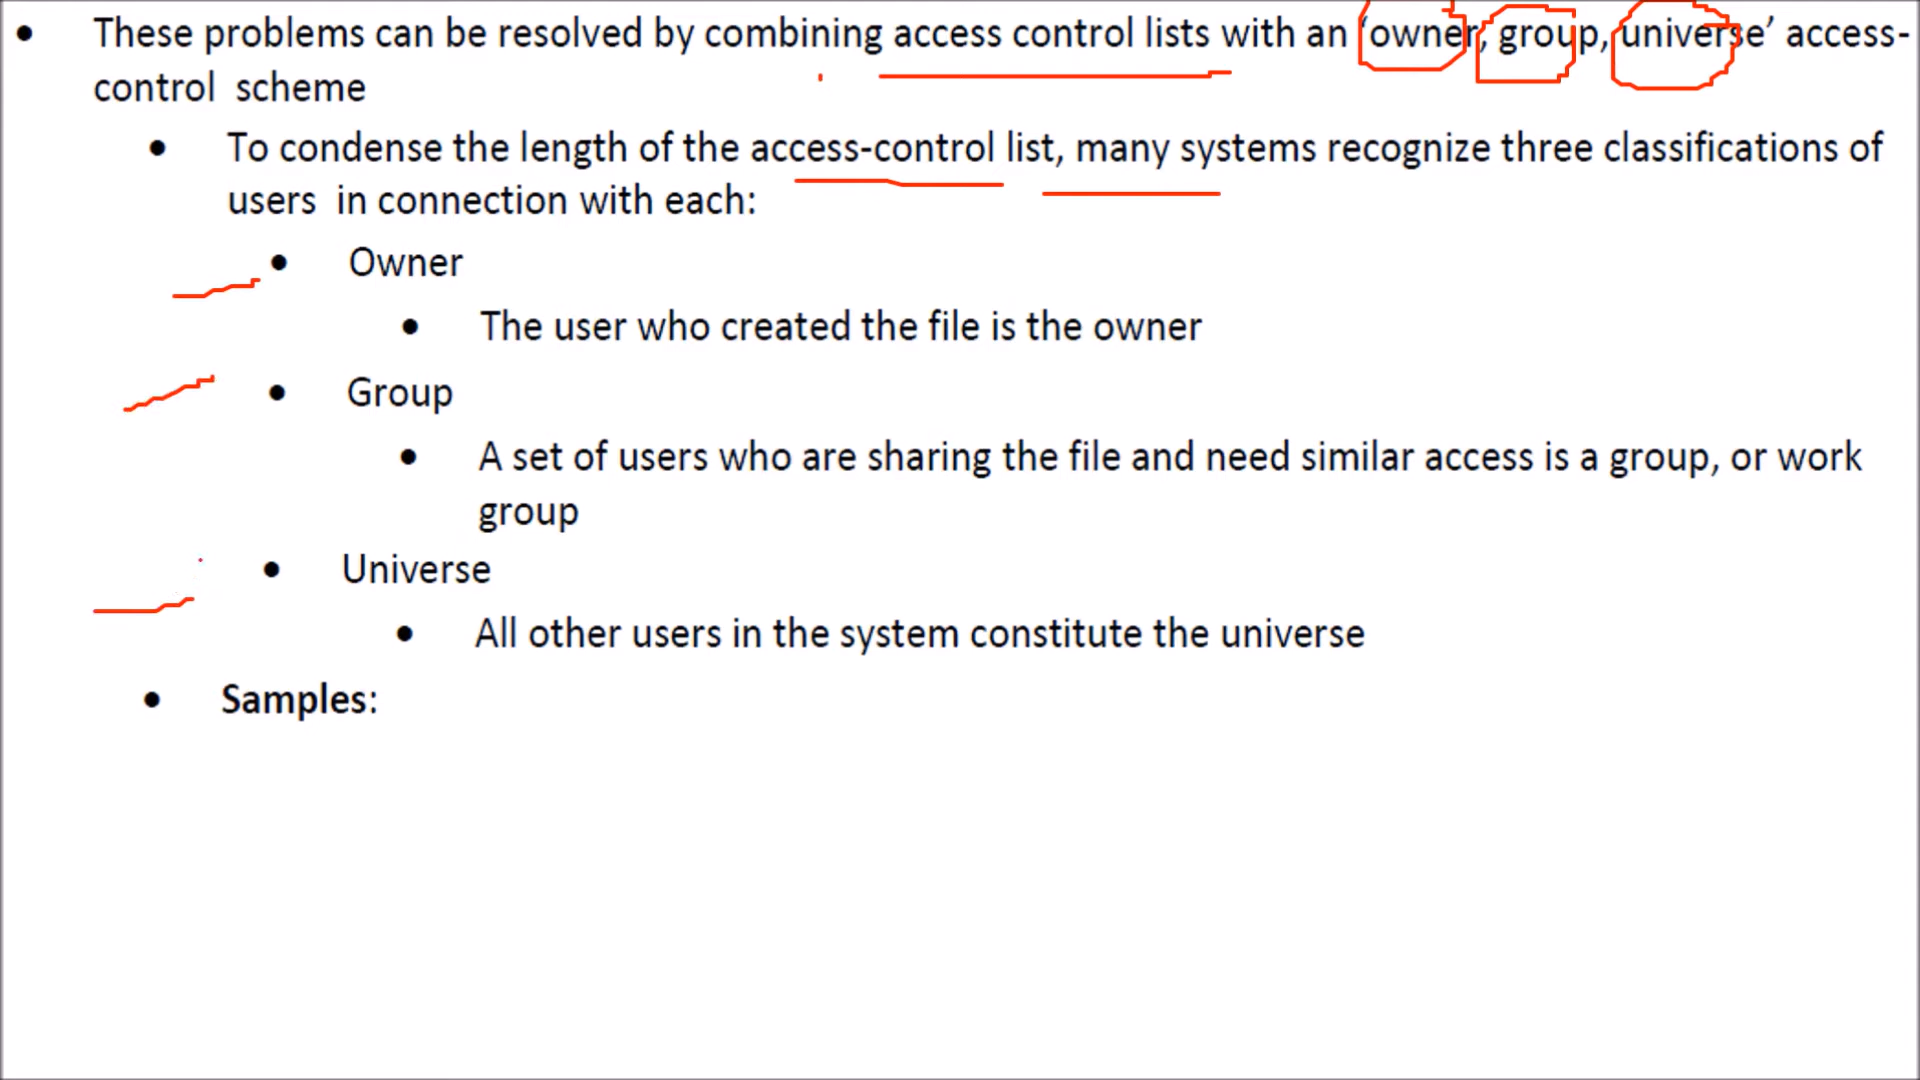 • These problems can be resolved by combining access control lists with an ‘owner, group, universe’ access-
control scheme
• To condense the length of the access-control list, many systems recognize three classifications of
users in connection with each:
• Owner
• The user who created the file is the owner
• Group
• A set of users who are sharing the file and need similar access is a group, or work
group
• Universe
• All other users in the system constitute the universe
• Samples: